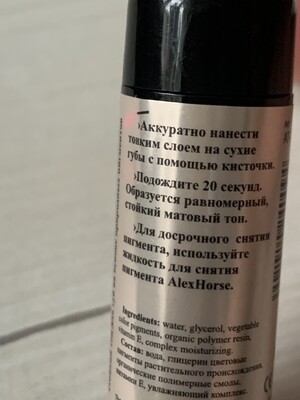 ›Аккуратно нанести
тонким слоем на сухие
губы с помощью кисточки.
›Подождите 20 секунд.
Образуется равномерный,
стойкий матовый тон.
›Для досрочного снятия
пигмента, используйте
жидкость для снятия
пигмента AlexHorse.
Ingredients: water, glycerol, vegetable
color pigments, organic polymer resin,
vitamin E, complex moisturizing.
Состав: вода, глицерин цветовые
пигменты растительного происхождения,
органические полимерные смолы,
витамин Е, увлажняющий комплекс.